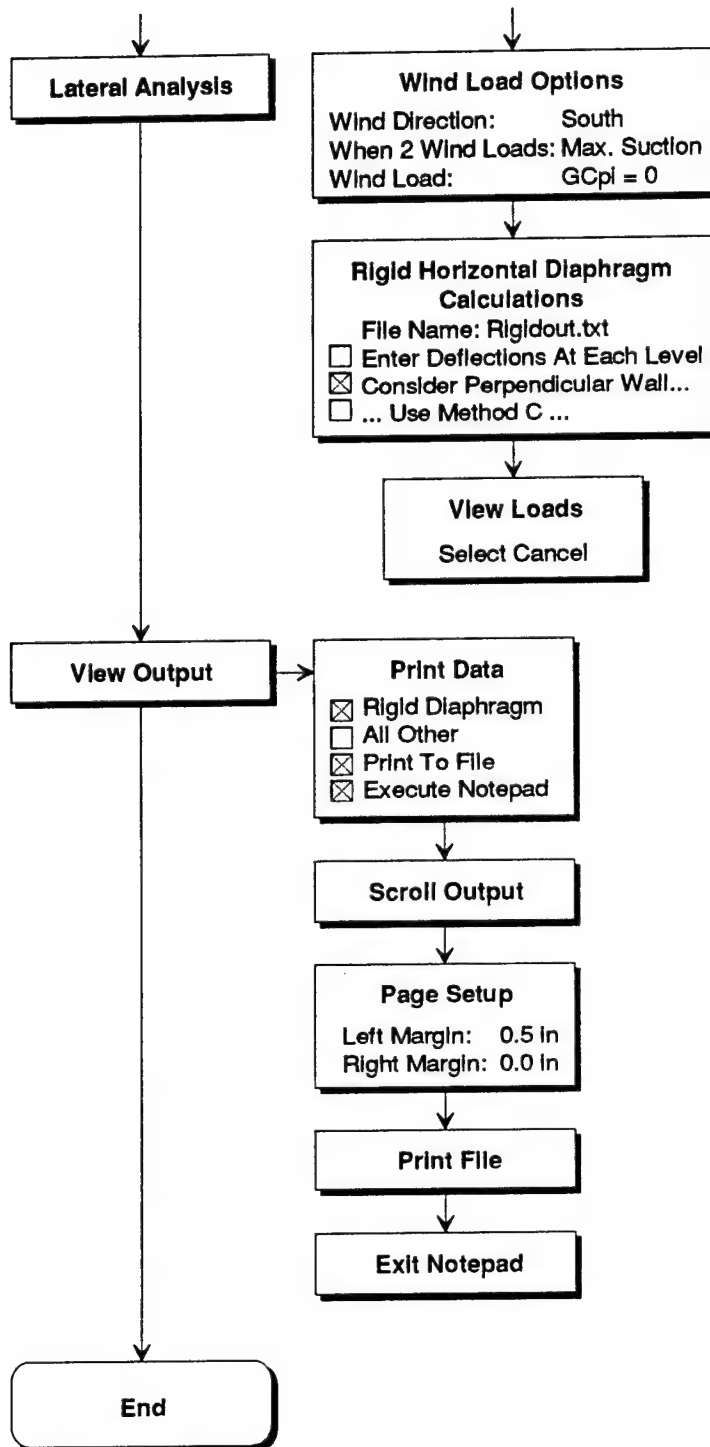 Lateral Analysis
Wind Load Options
Wind Direction: South
When 2 Wind Loads: Max. Suction
Wind Load: GCpi = 0
Rigid Horizontal Diaphragm
Calculations
File Name: Rigidout.txt
Enter Deflections At Each Level
Consider Perpendicular Wall...
... Use Method C ...
View Loads
Select Cancel
View Output
Print Data
Rigid Diaphragm
All Other
Print To File
Execute Notepad
Scroll Output
Page Setup
Left Margin: 0.5 in
Right Margin: 0.0 in
Print File
Exit Notepad
End